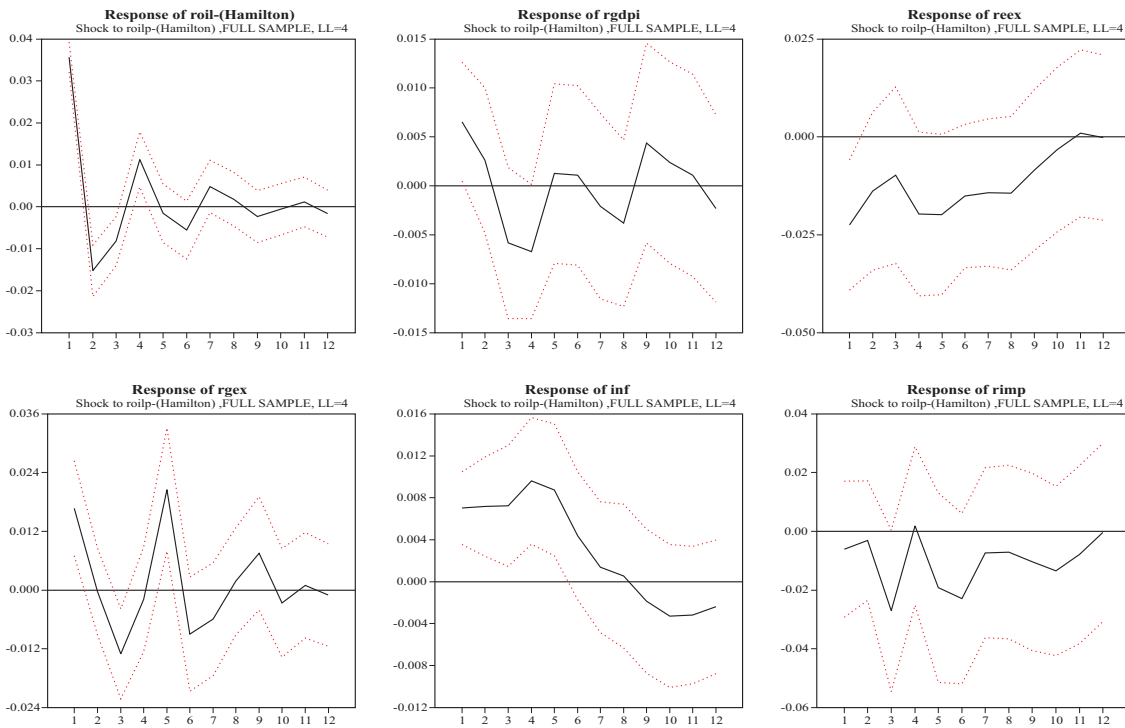 Response of roil-(Hamilton)
Shock to roilp-(Hamilton) ,FULL SAMPLE, LL=4
0.04
0.03
0.02
0.01
0.00
-0.01
-0.02
-0.03
1 2 3 4 5 6 7 8 9 10 11 12
Response of rgdpi
Shock to roilp-(Hamilton) ,FULL SAMPLE, LL=4
0.015
0.010
0.005
0.000
-0.005
-0.010
-0.015
1 2 3 4 5 6 7 8 9 10 11 12
Response of reex
Shock to roilp-(Hamilton) ,FULL SAMPLE, LL=4
0.025
0.000
-0.025
-0.050
1 2 3 4 5 6 7 8 9 10 11 12
Response of rgex
Shock to roilp-(Hamilton) ,FULL SAMPLE, LL=4
0.036
0.024
0.012
0.000
-0.012
-0.024
1 2 3 4 5 6 7 8 9 10 11 12
Response of inf
Shock to roilp-(Hamilton) ,FULL SAMPLE, LL=4
0.016
0.012
0.008
0.004
0.000
-0.004
-0.008
-0.012
1 2 3 4 5 6 7 8 9 10 11 12
Response of rimp
Shock to roilp-(Hamilton) ,FULL SAMPLE, LL=4
0.04
0.02
0.00
-0.02
-0.04
-0.06
1 2 3 4 5 6 7 8 9 10 11 12